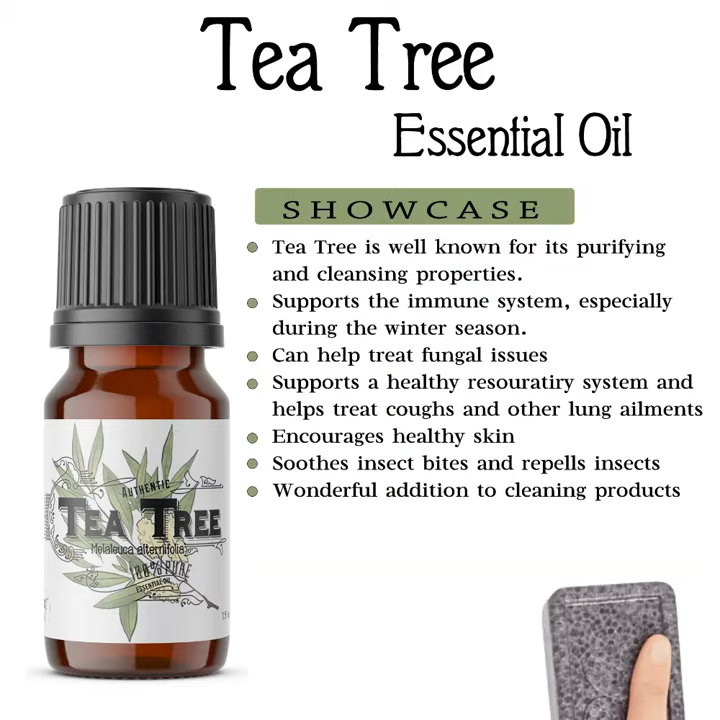 Tea Tree
Essential Oil
SHOWCASE
Tea Tree is well known for its purifying
and cleansing properties.
Supports the immune system, especially
during the winter season.
Can help treat fungal issues
Supports a healthy resouratiry system and
helps treat coughs and other lung ailments
Encourages healthy skin
Soothes insect bites and repells insects
Wonderful addition to cleaning products
AUTHENTIC
TEA TREE
Melaleuca alternifolia
100% PURE
ESSENTIAL OIL